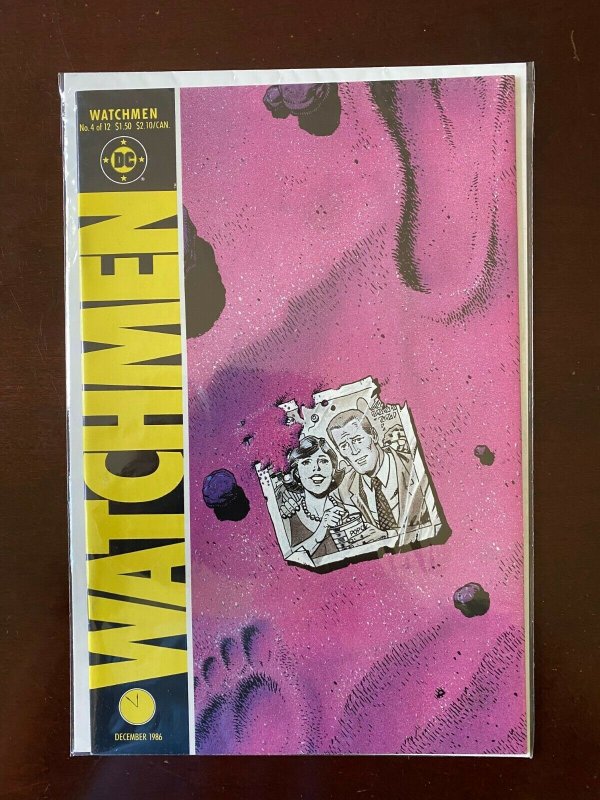 WATCHMEN
No. 4 of 12 $1.50 $2.10/CAN.
DC
®
WATCHMEN
DECEMBER 1986